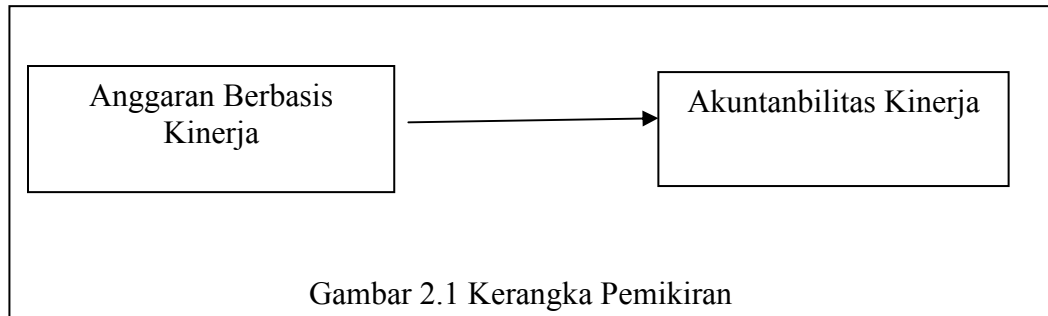 Anggaran Berbasis
Kinerja
Akuntanbilitas Kinerja
Gambar 2.1 Kerangka Pemikiran